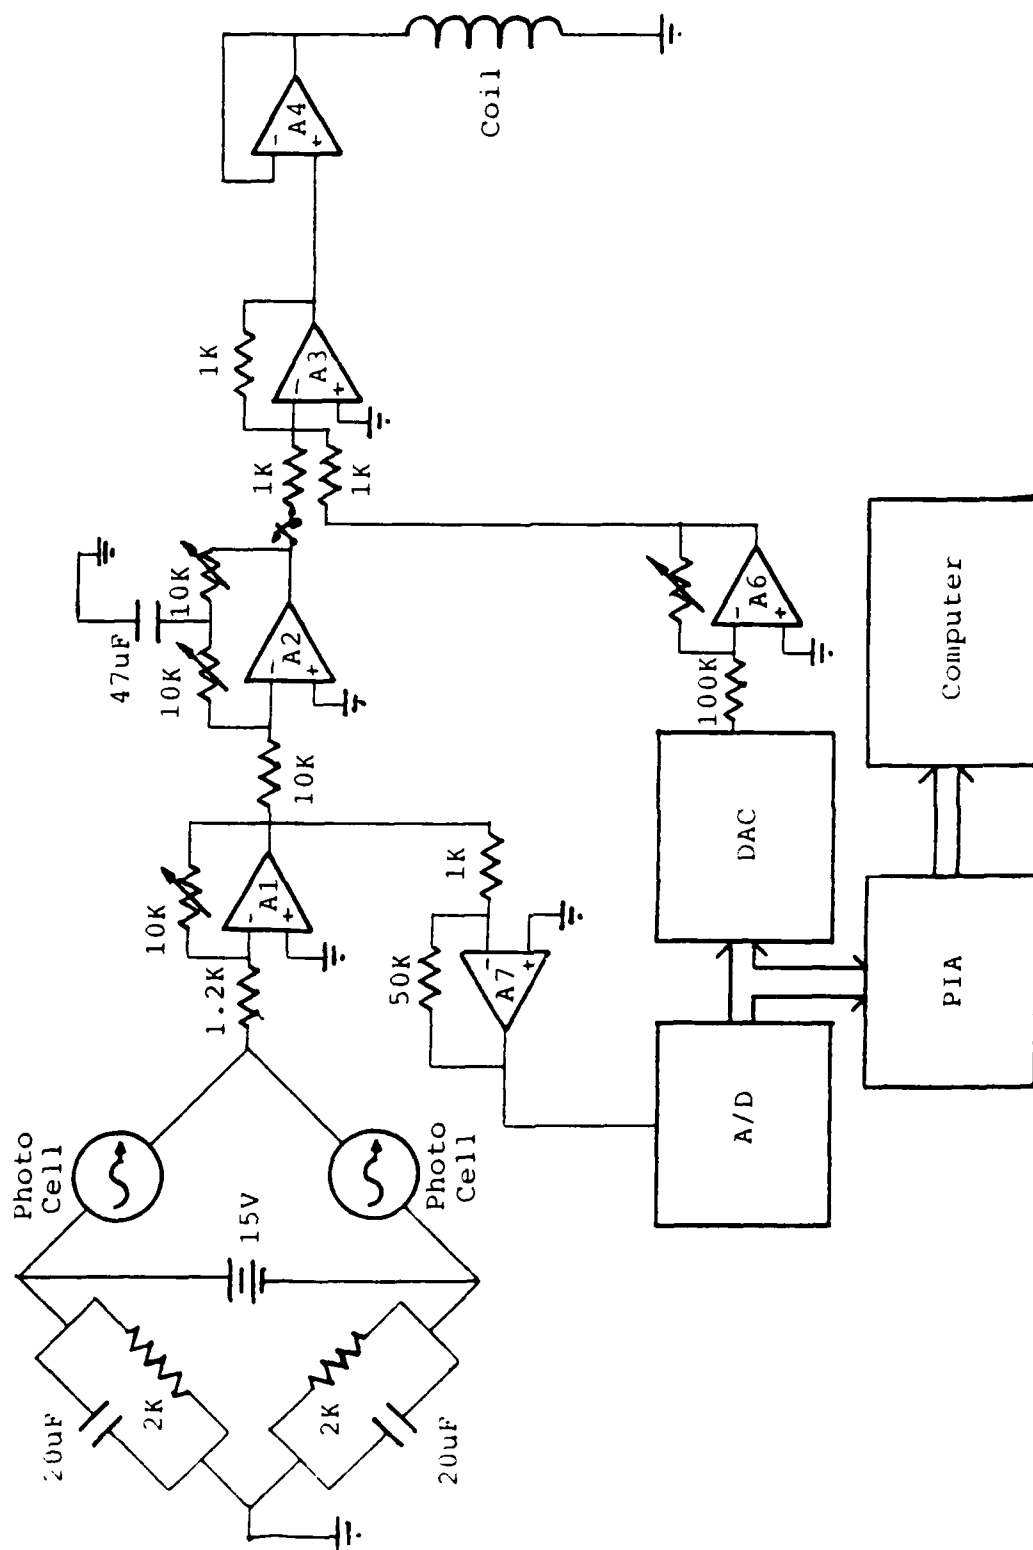 Photo
Cell
20uF
47uF
2K
10K
10K
10K
1K
1.2K
15V
10K
1K
A1
A2
A3
A4
2K
1K
50K
Photo
Cell
1K
20uF
Coil
A7
100K
A/D
DAC
A6
PIA
Computer